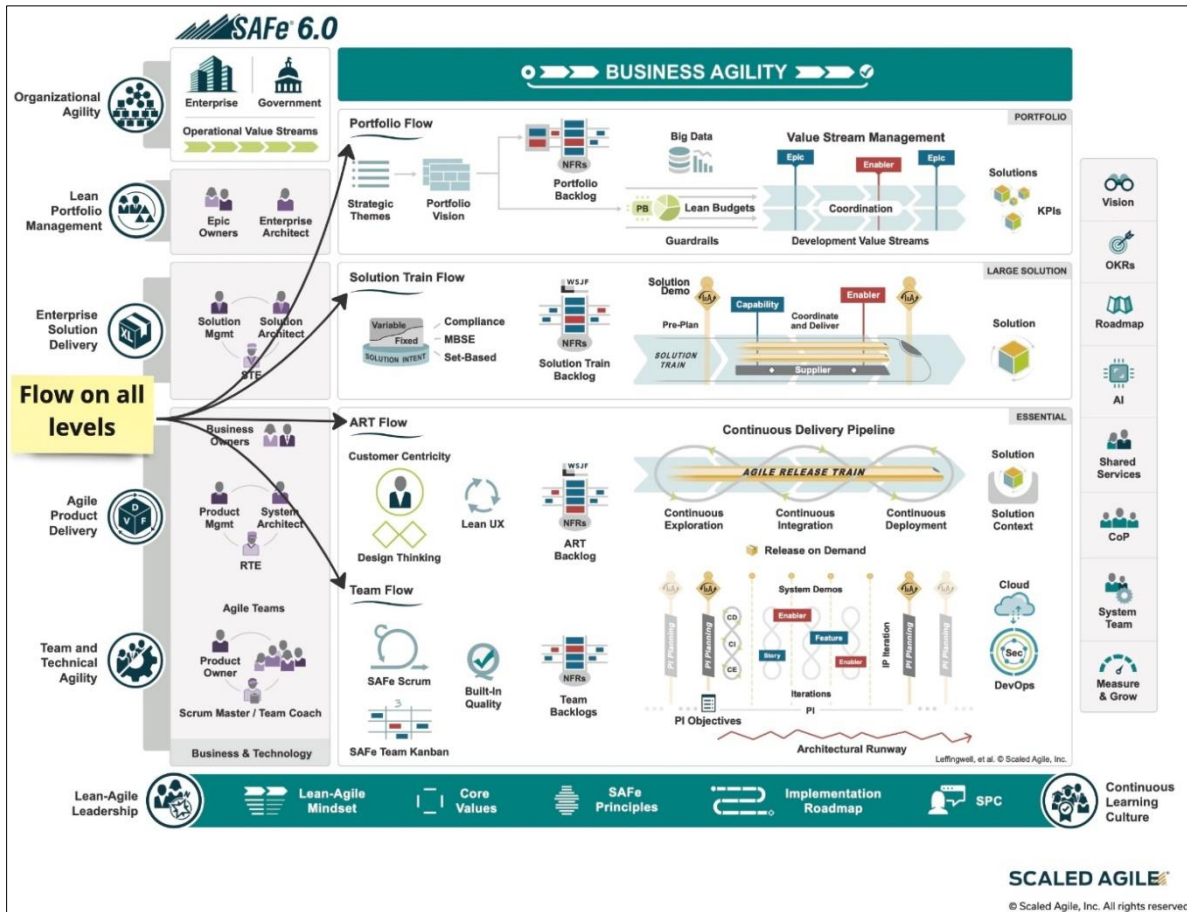 SAFe® 6.0
Organizational
Agility
Enterprise
Government
Operational Value Streams
BUSINESS AGILITY
Lean
Portfolio
Management
Epic
Owners
Enterprise
Architect
Portfolio Flow
PORTFOLIO
Strategic
Themes
Portfolio
Vision
NFRs
Portfolio
Backlog
Big Data
PB
Lean Budgets
Guardrails
Value Stream Management
Epic
Enabler
Epic
Coordination
Development Value Streams
Solutions
KPIs
Enterprise
Solution
Delivery
XL
Solution
Mgmt
Solution
Architect
STE
Solution Train Flow
LARGE SOLUTION
Variable
Fixed
SOLUTION INTENT
Compliance
MBSE
Set-Based
WSJF
NFRs
Solution Train
Backlog
Solution
Demo
I&A
Pre-Plan
Capability
Coordinate
and Deliver
Enabler
I&A
SOLUTION
TRAIN
Supplier
Solution
Flow on all
levels
Agile
Product
Delivery
D
V
F
Business
Owners
Product
Mgmt
System
Architect
RTE
ART Flow
ESSENTIAL
Customer Centricity
Design Thinking
Lean UX
WSJF
NFRs
ART
Backlog
Continuous Delivery Pipeline
AGILE RELEASE TRAIN
Continuous
Exploration
Continuous
Integration
Continuous
Deployment
Release on Demand
Solution
Solution
Context
Team and
Technical
Agility
Agile Teams
Product
Owner
Scrum Master / Team Coach
Business & Technology
Team Flow
SAFe Scrum
3
SAFe Team Kanban
Built-In
Quality
NFRs
Team
Backlogs
PI Planning
I&A
PI Planning
CD
CI
CE
System Demos
Enabler
Story
Feature
Enabler
Iterations
IP Iteration
I&A
PI Planning
PI Planning
PI
PI Objectives
Architectural Runway
Cloud
Sec
DevOps
Leffingwell, et al. © Scaled Agile, Inc.
Vision
OKRs
Roadmap
AI
Shared
Services
CoP
System
Team
Measure
& Grow
Lean-Agile
Leadership
Lean-Agile
Mindset
Core
Values
SAFe
Principles
Implementation
Roadmap
SPC
Continuous
Learning
Culture
SCALED AGILE
© Scaled Agile, Inc. All rights reserved